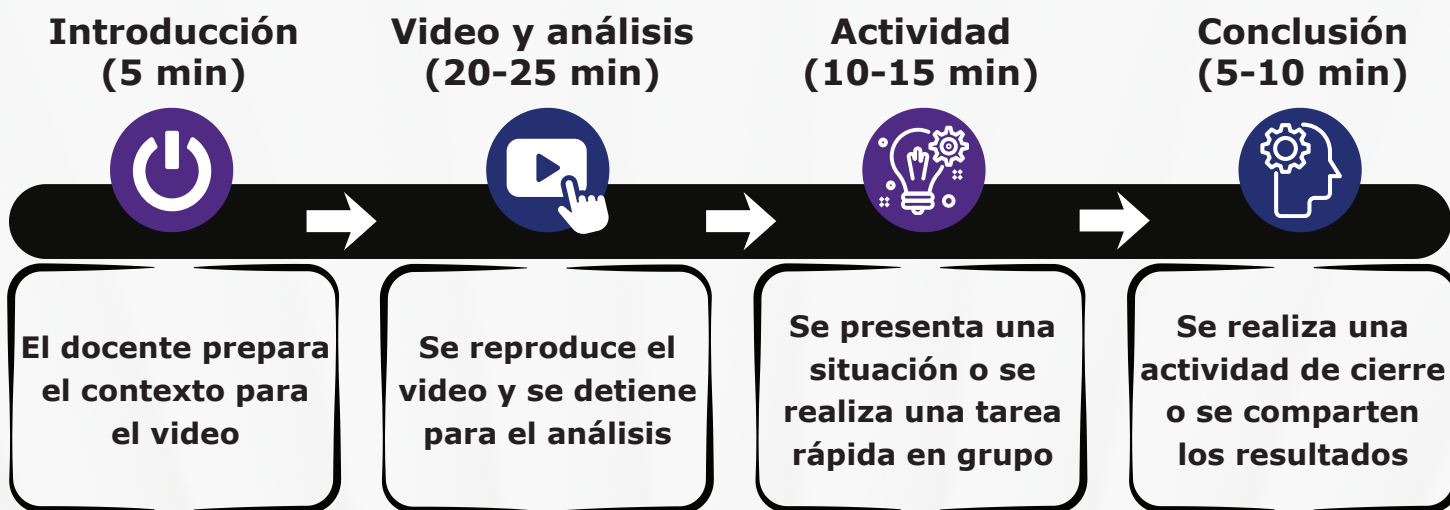 Introducción
(5 min)
Video y análisis
(20-25 min)
Actividad
(10-15 min)
Conclusión
(5-10 min)
El docente prepara
el contexto para
el video
Se reproduce el
video y se detiene
para el análisis
Se presenta una
situación o se
realiza una tarea
rápida en grupo
Se realiza una
actividad de cierre
o se comparten
los resultados